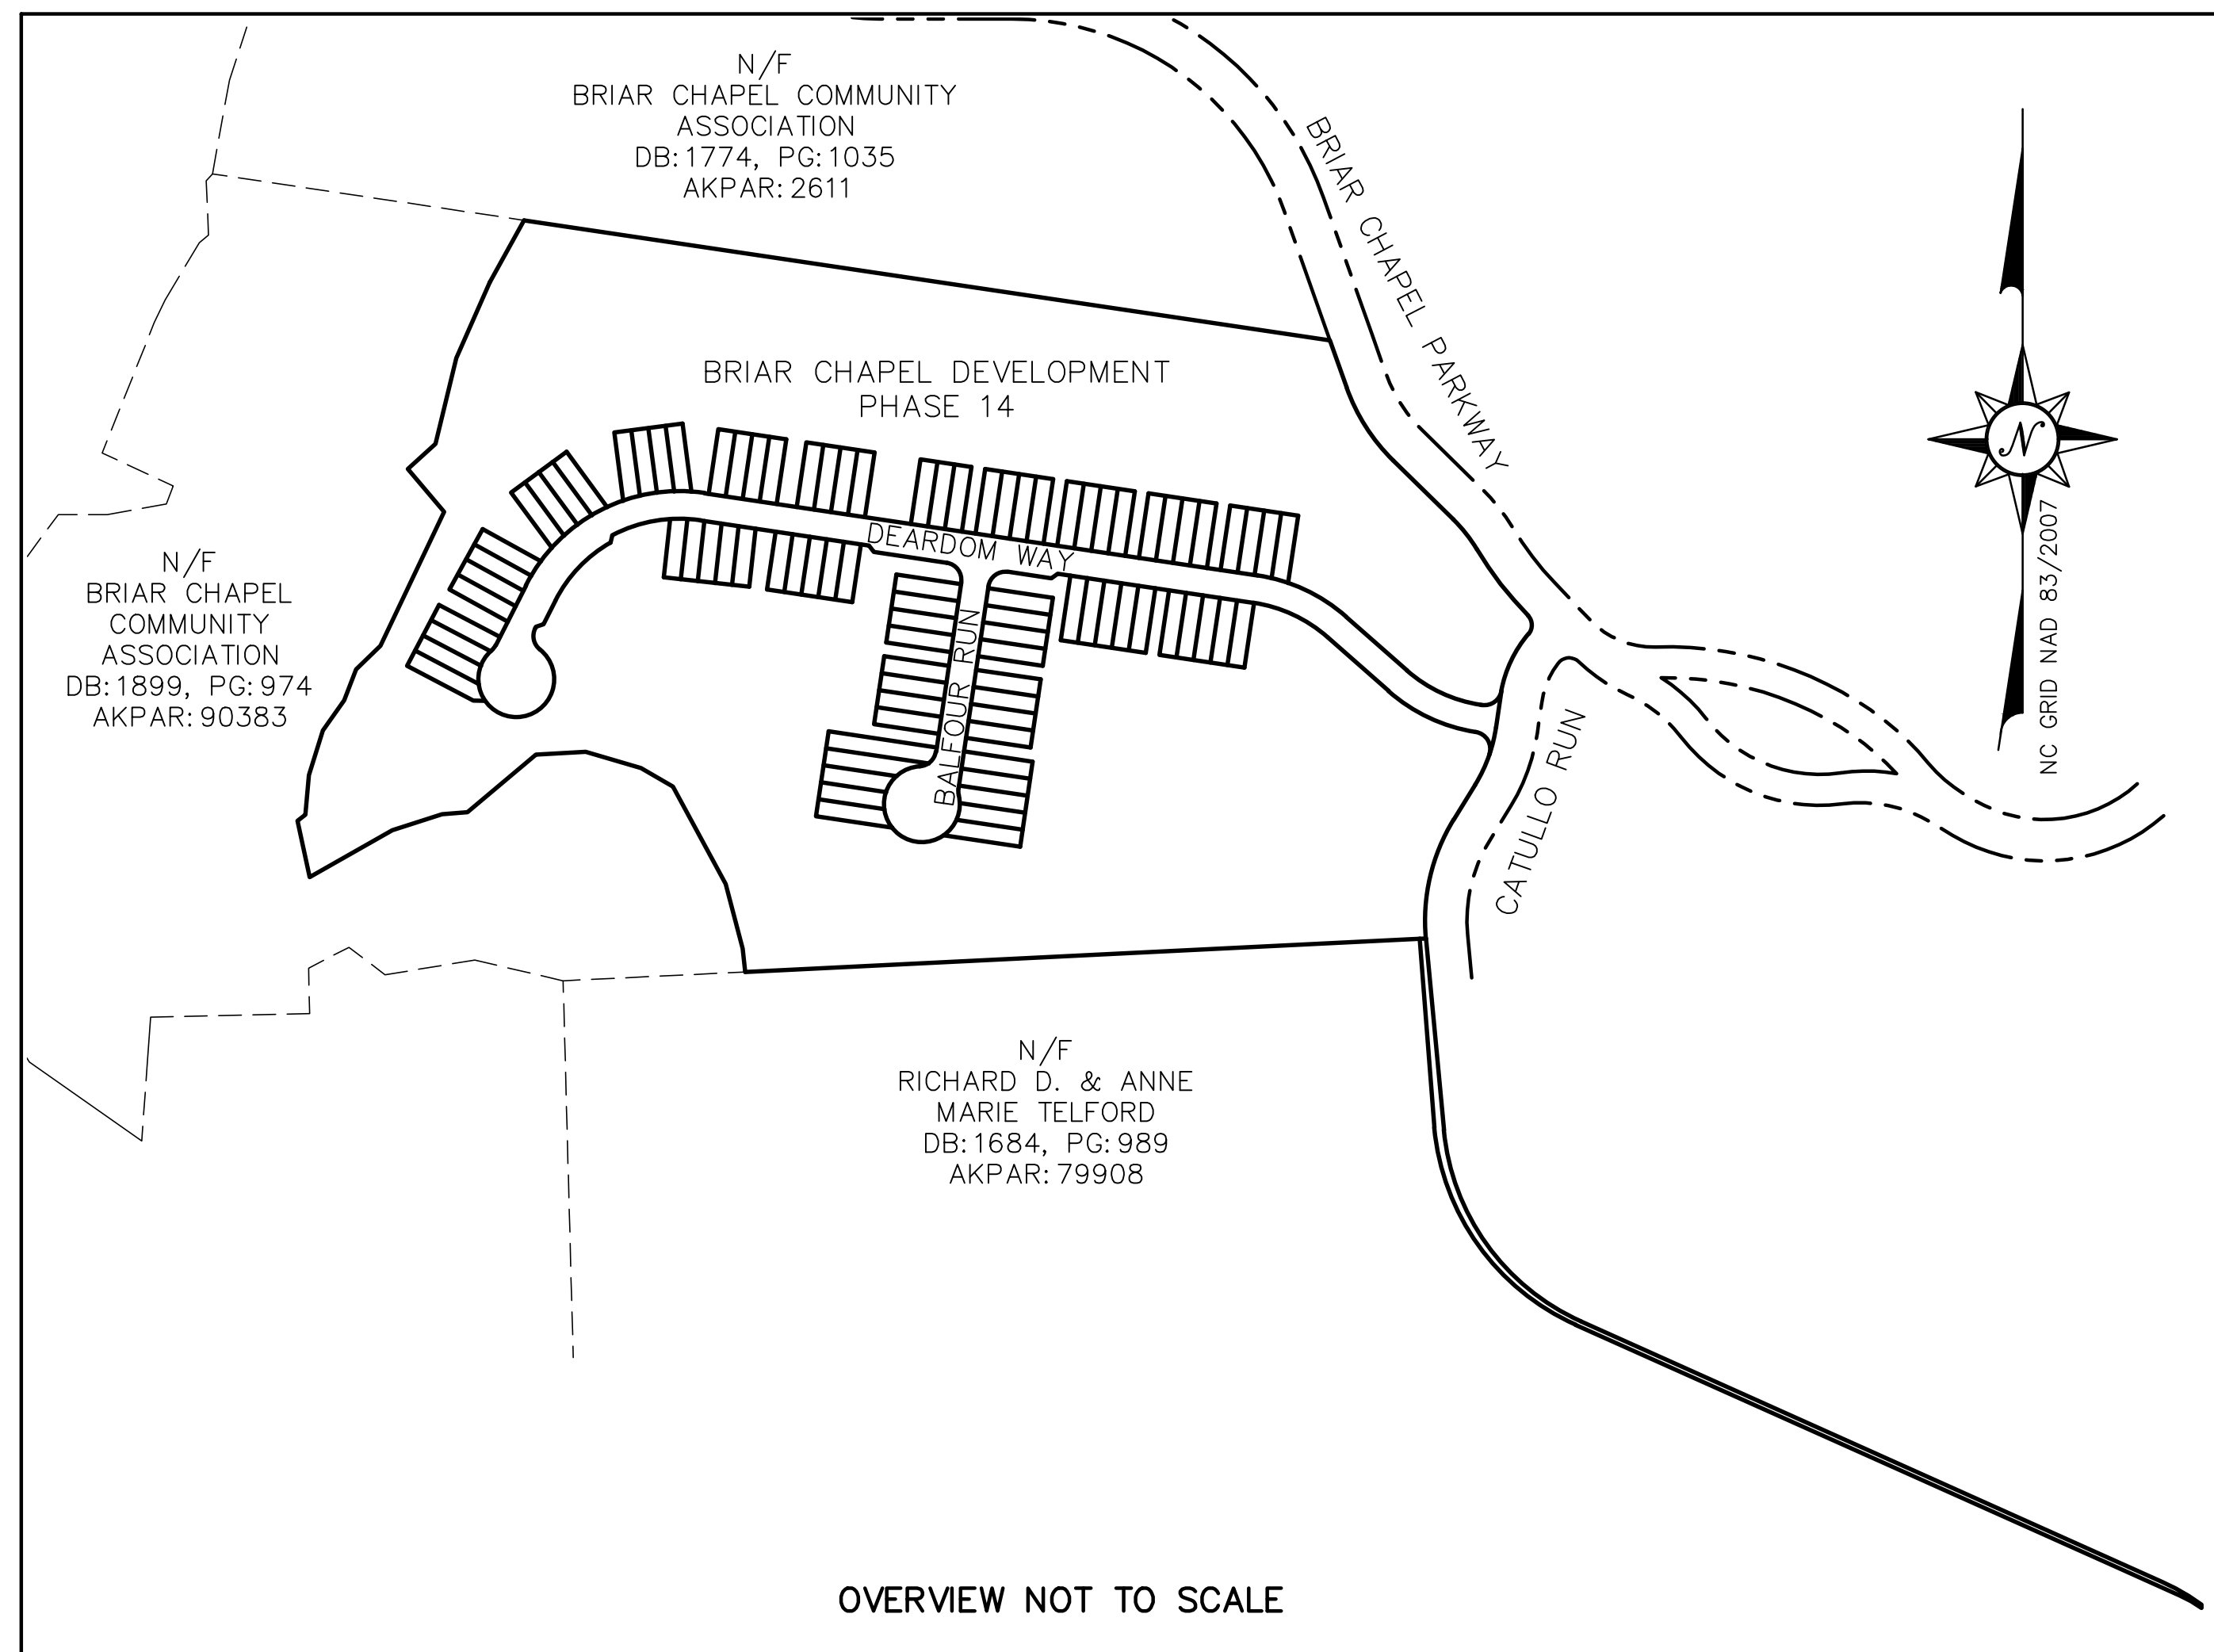 N/F
BRIAR CHAPEL COMMUNITY
ASSOCIATION
DB:1774, PG:1035
AKPAR:2611
BRIAR CHAPEL PARKWAY
BRIAR CHAPEL DEVELOPMENT
PHASE 14
N
NC GRID NAD 83/2007
DEARDOM WAY
N/F
BRIAR CHAPEL
COMMUNITY
ASSOCIATION
DB:1899, PG:974
AKPAR:90383
BALFOUR RUN
CATULLO RUN
N/F
RICHARD D. & ANNE
MARIE TELFORD
DB:1684, PG:989
AKPAR:79908
OVERVIEW NOT TO SCALE